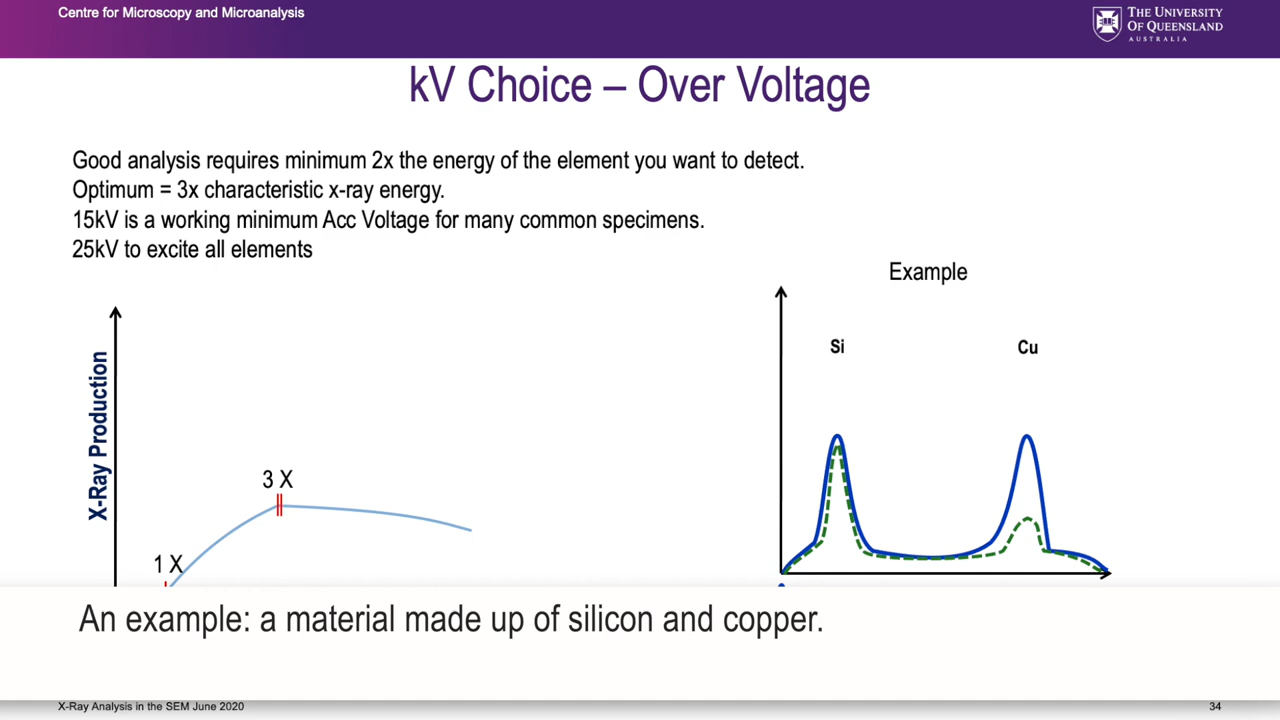 Centre for Microscopy and Microanalysis
THE UNIVERSITY
OF QUEENSLAND
AUSTRALIA
kV Choice – Over Voltage
Good analysis requires minimum 2x the energy of the element you want to detect.
Optimum = 3x characteristic x-ray energy.
15kV is a working minimum Acc Voltage for many common specimens.
25kV to excite all elements
Example
Si
Cu
X-Ray Production
3 X
1 X
An example: a material made up of silicon and copper.
X-Ray Analysis in the SEM June 2020
34